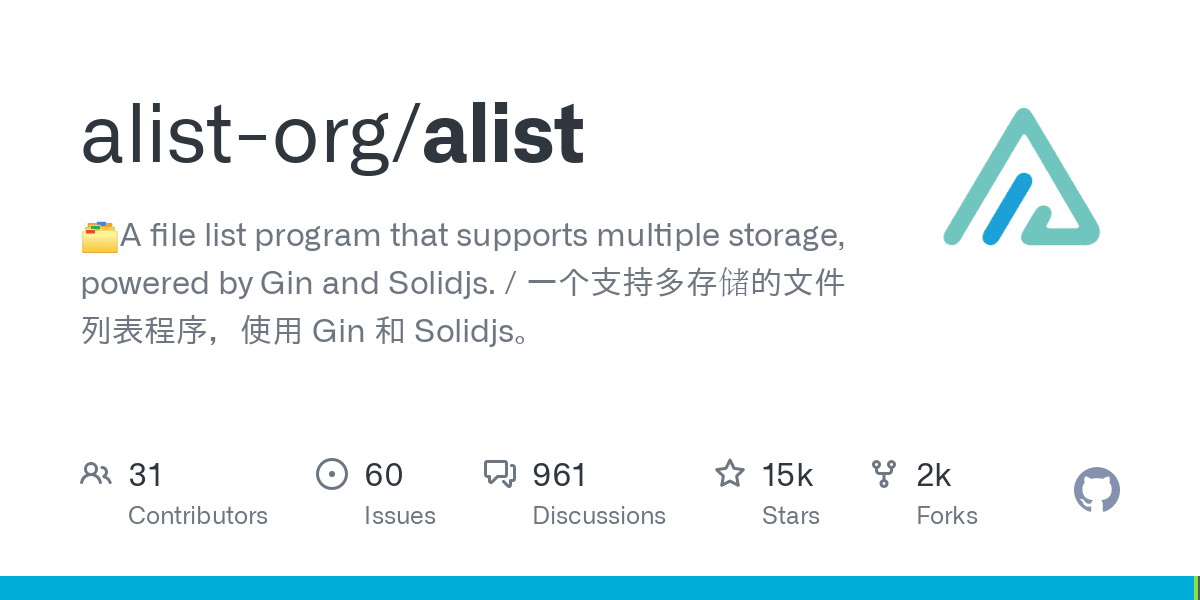 alist-org/alist
🗂️A file list program that supports multiple storage,
powered by Gin and Solidjs. / 一个支持多存储的文件
列表程序，使用 Gin 和 Solidjs。
31 60 961 15k 2k
Contributors Issues Discussions Stars Forks